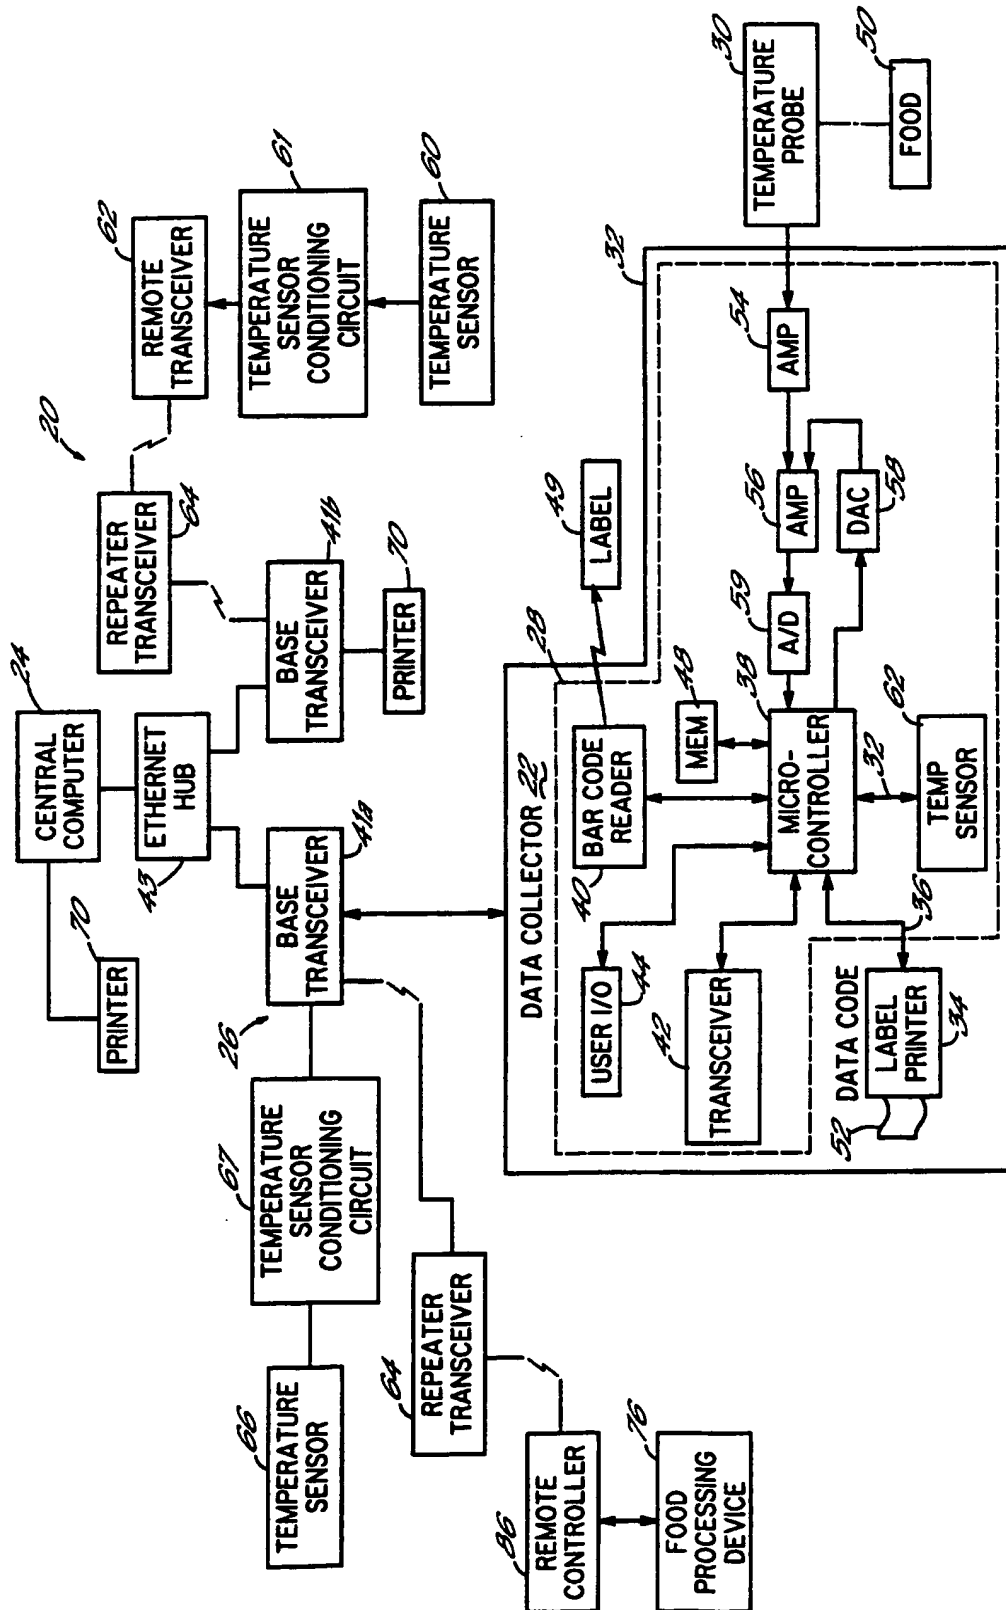 20
24
CENTRAL
COMPUTER
70
PRINTER
43
ETHERNET
HUB
REPEATER
TRANSCEIVER
64
62
REMOTE
TRANSCEIVER
61
TEMPERATURE
SENSOR
CONDITIONING
CIRCUIT
60
TEMPERATURE
SENSOR
26
BASE
TRANSCEIVER
41a
BASE
TRANSCEIVER
41b
70
PRINTER
67
TEMPERATURE
SENSOR
CONDITIONING
CIRCUIT
66
TEMPERATURE
SENSOR
64
REPEATER
TRANSCEIVER
86
REMOTE
CONTROLLER
76
FOOD
PROCESSING
DEVICE
DATA COLLECTOR 22
28
32
49
LABEL
BAR CODE
READER
40
USER I/O
44
48
MEM
42
TRANSCEIVER
38
MICRO-
CONTROLLER
59
A/D
56
AMP
54
AMP
DAC
58
62
TEMP
SENSOR
32
36
DATA CODE
LABEL
PRINTER
34
52
30
TEMPERATURE
PROBE
50
FOOD